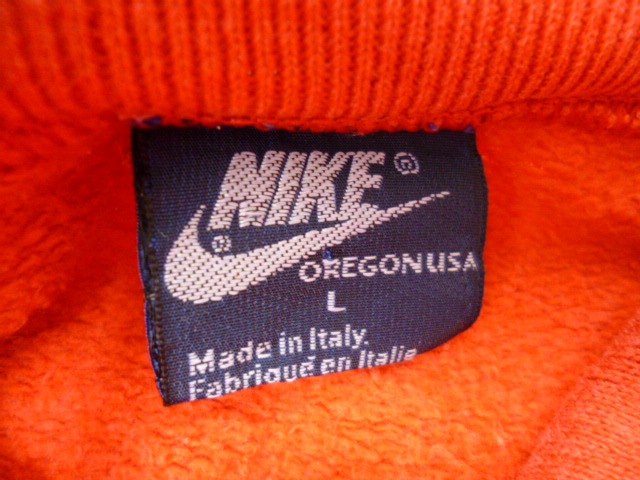 NIKE®
®
OREGON USA
L
Made in Italy.
Fabriqué en Italie